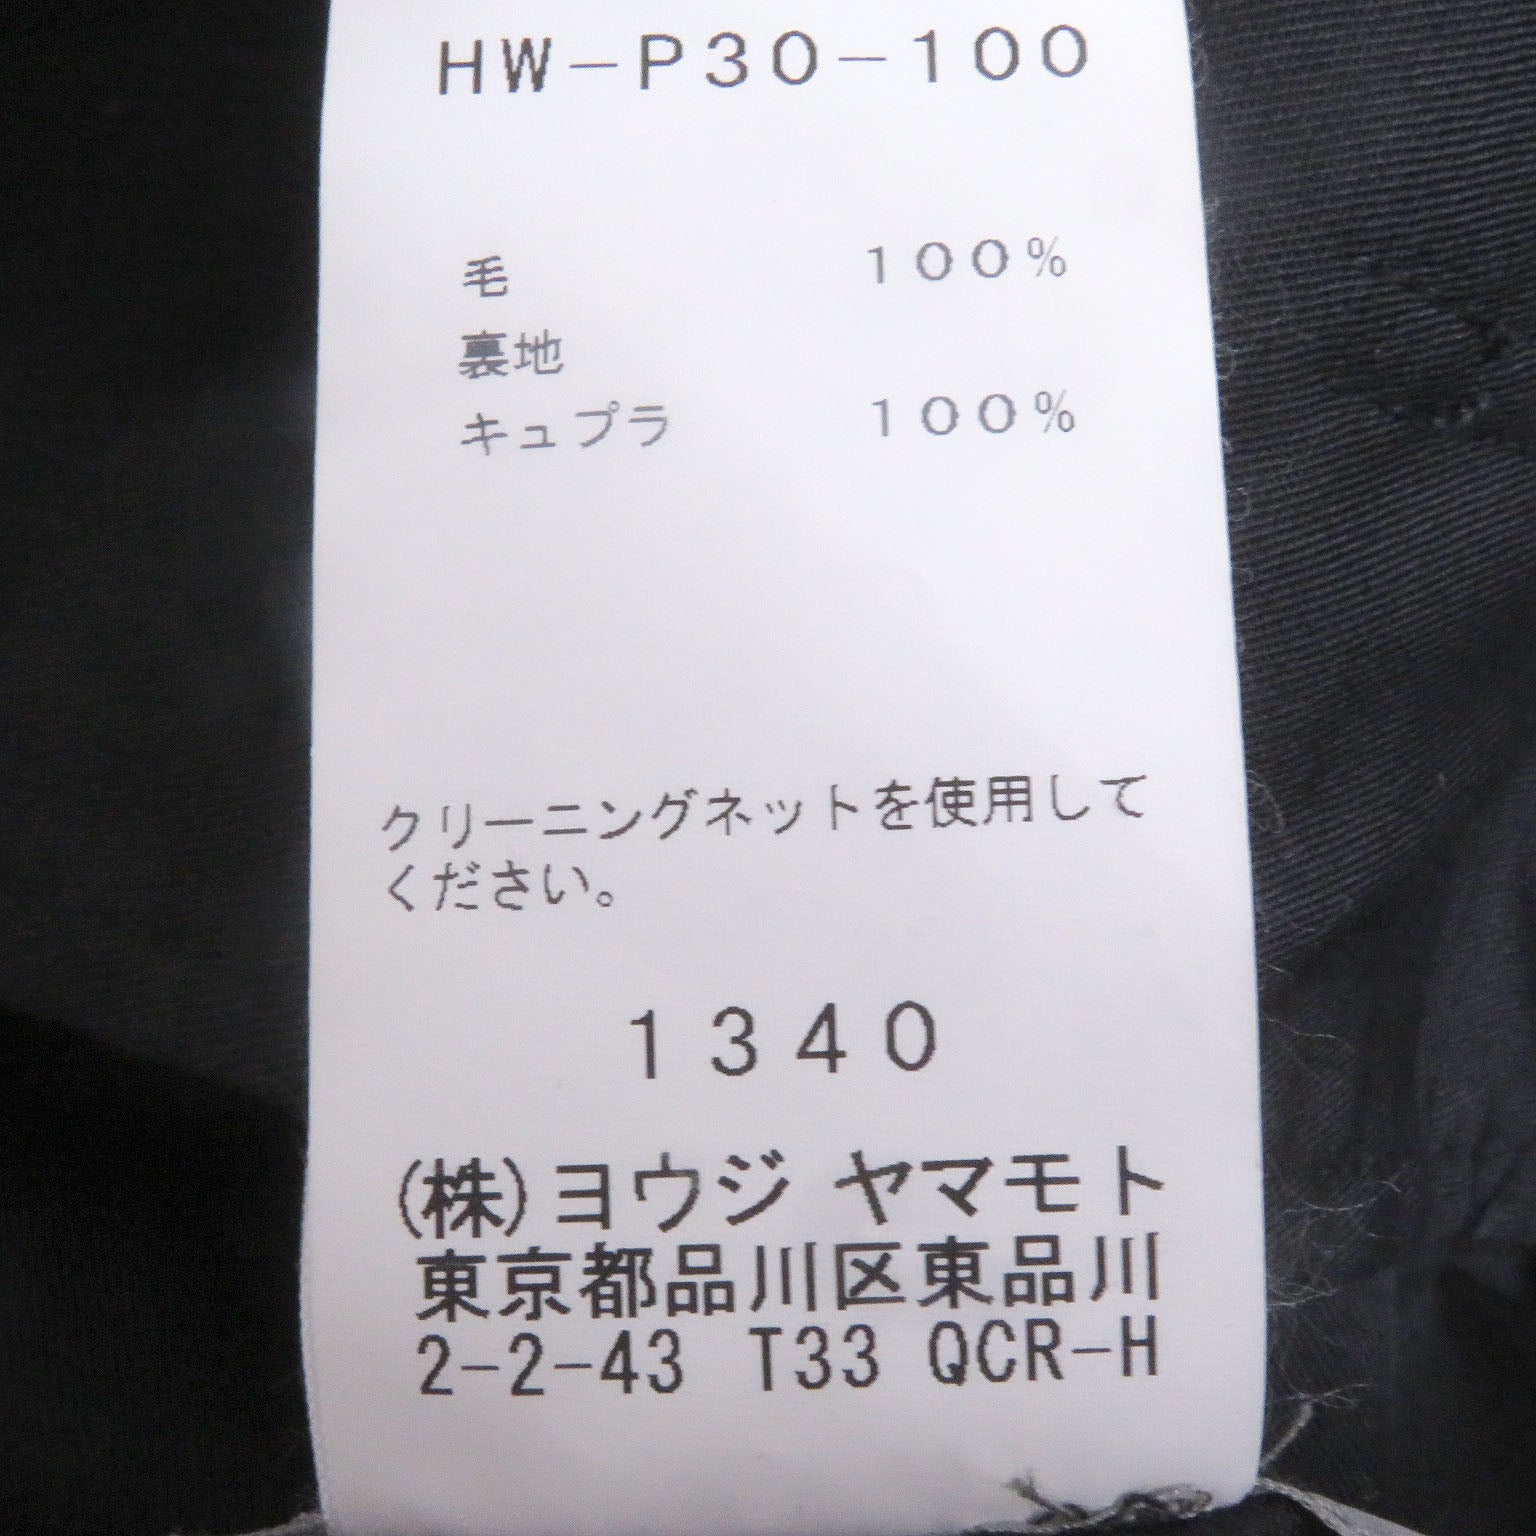 HW-P30-100
毛 100%
裏地
キュプラ 100%
クリーニングネットを使用して
ください。
1340
(株)ヨウジ ヤマモト
東京都品川区東品川
2-2-43 T33 QCR-H